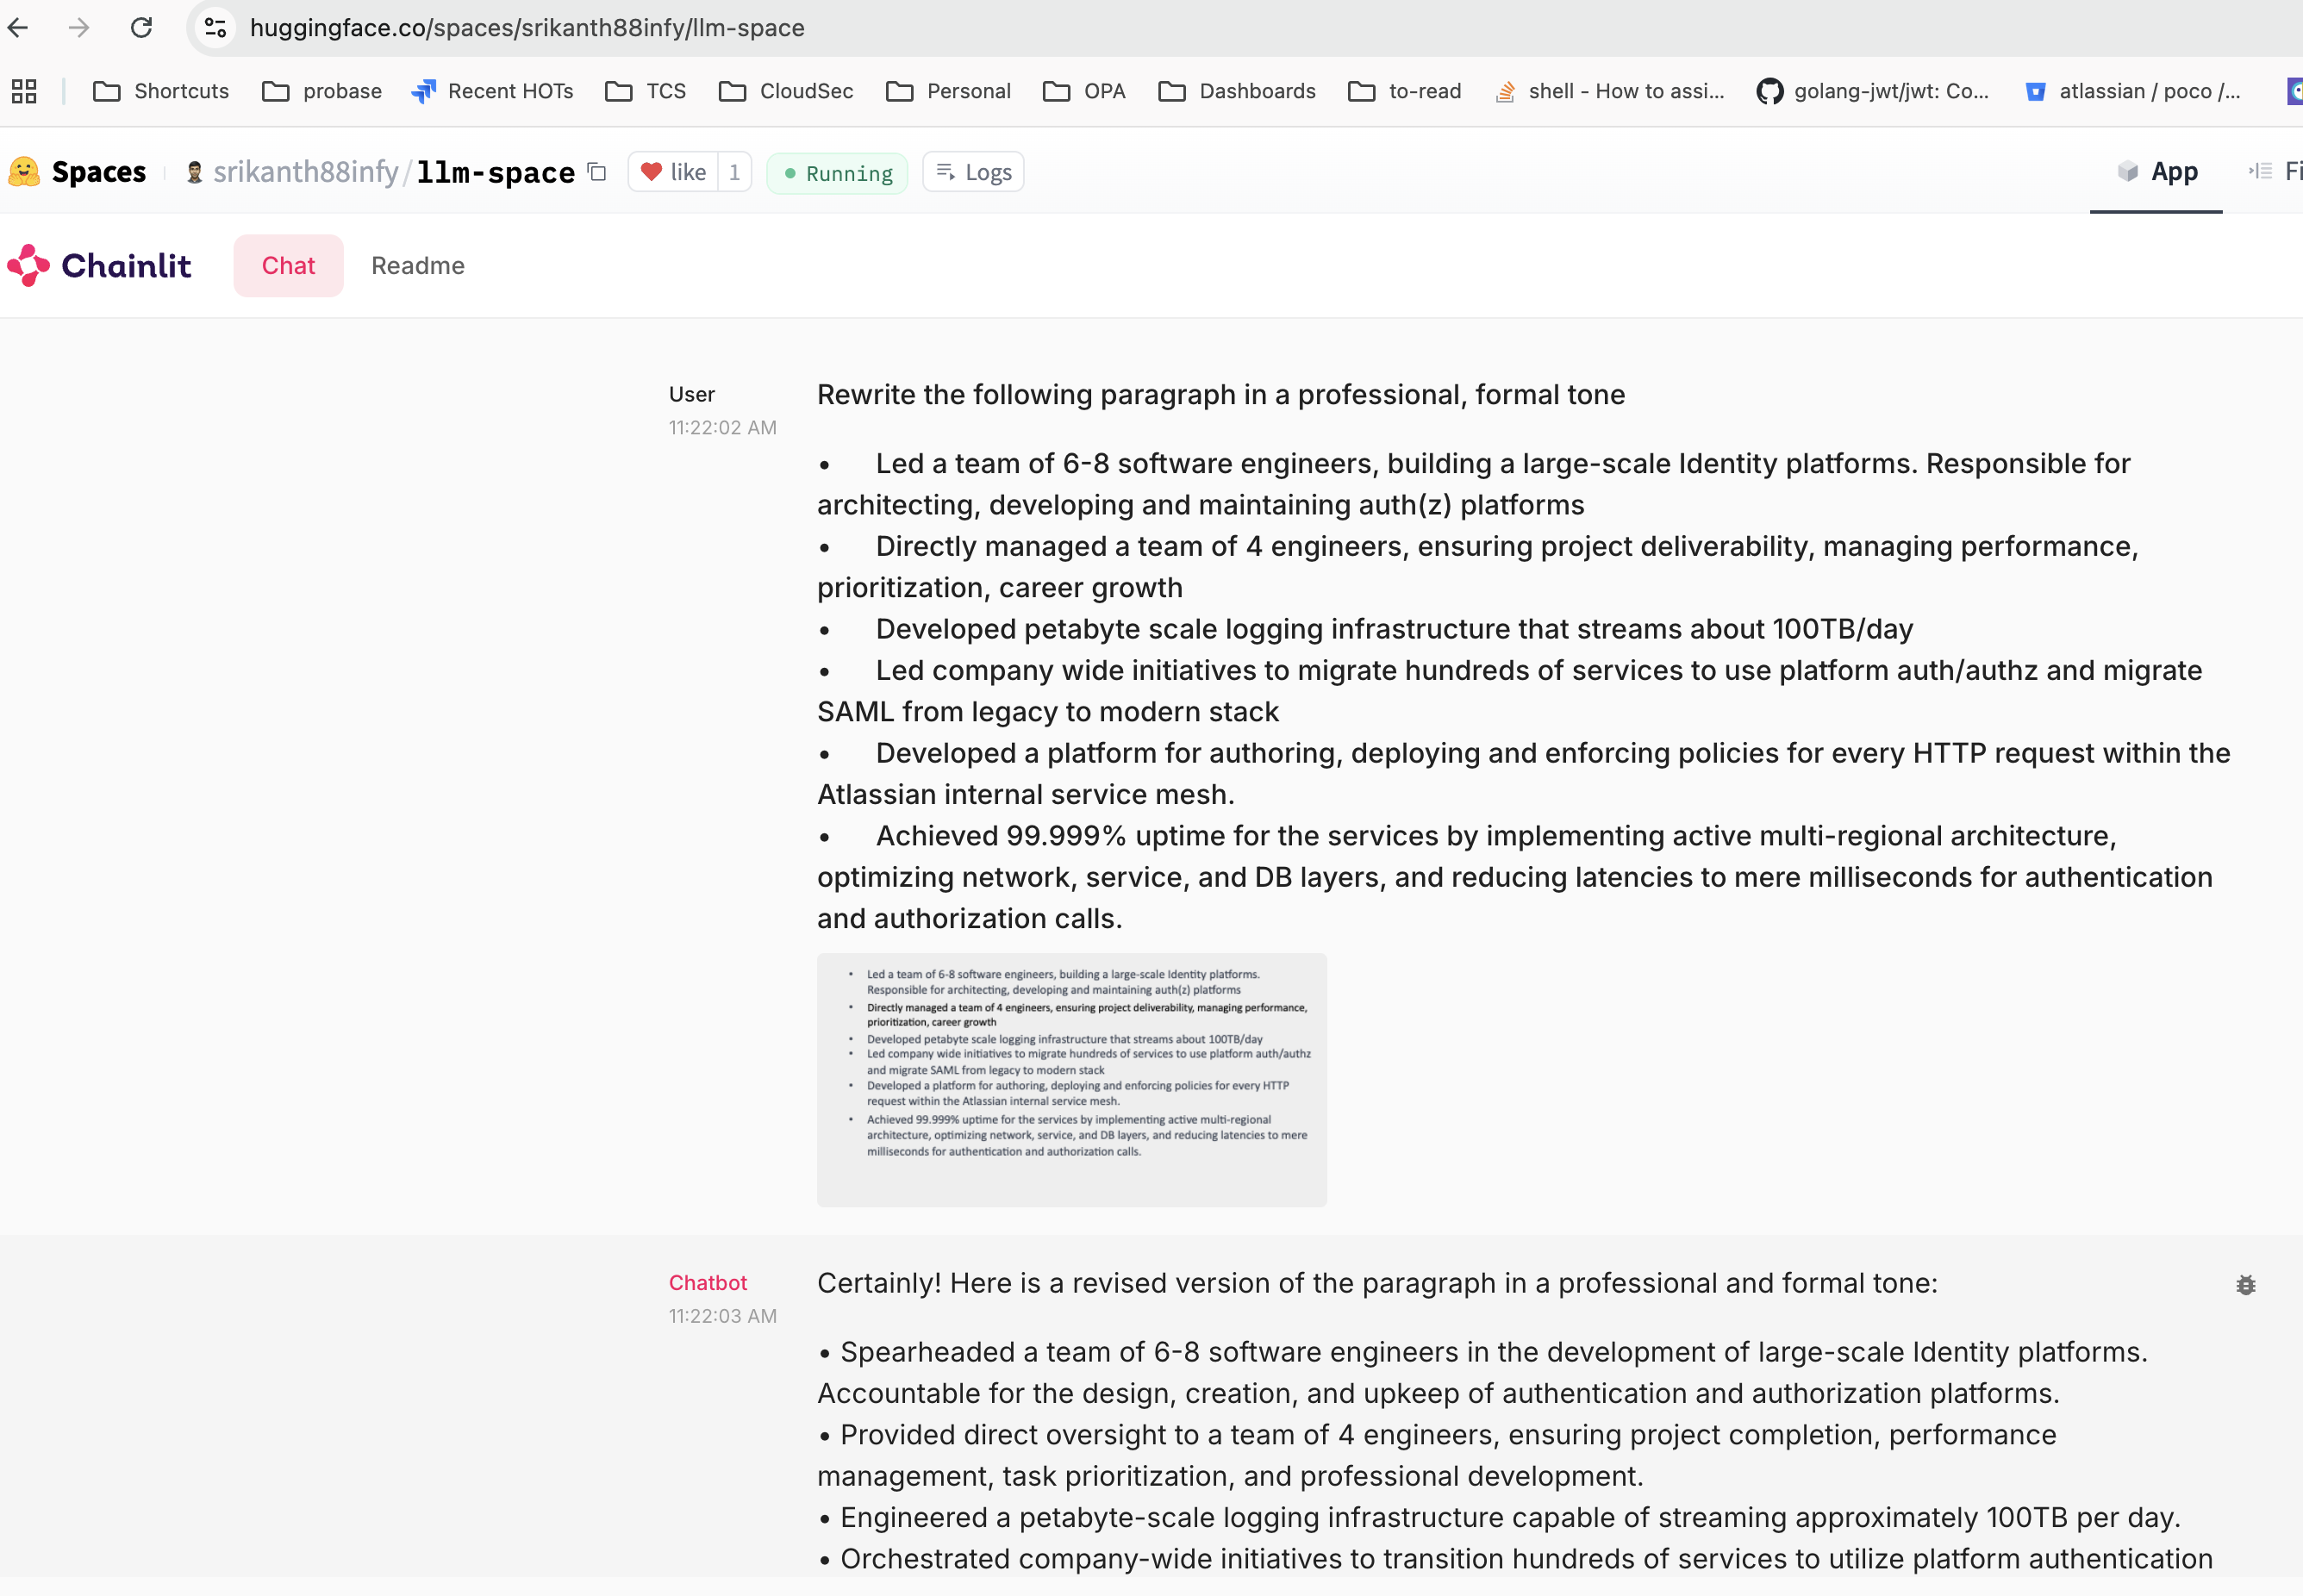 huggingface.co/spaces/srikanth88infy/llm-space
Shortcuts probase Recent HOTs TCS CloudSec Personal OPA Dashboards to-read shell - How to assi... golang-jwt/jwt: Co... atlassian / poco /...
Spaces srikanth88infy/llm-space like 1 Running Logs App Fi
Chainlit Chat Readme
User
11:22:02 AM
Rewrite the following paragraph in a professional, formal tone
• Led a team of 6-8 software engineers, building a large-scale Identity platforms. Responsible for
architecting, developing and maintaining auth(z) platforms
• Directly managed a team of 4 engineers, ensuring project deliverability, managing performance,
prioritization, career growth
• Developed petabyte scale logging infrastructure that streams about 100TB/day
• Led company wide initiatives to migrate hundreds of services to use platform auth/authz and migrate
SAML from legacy to modern stack
• Developed a platform for authoring, deploying and enforcing policies for every HTTP request within the
Atlassian internal service mesh.
• Achieved 99.999% uptime for the services by implementing active multi-regional architecture,
optimizing network, service, and DB layers, and reducing latencies to mere milliseconds for authentication
and authorization calls.
• Led a team of 6-8 software engineers, building a large-scale Identity platforms.
Responsible for architecting, developing and maintaining auth(z) platforms
• Directly managed a team of 4 engineers, ensuring project deliverability, managing performance,
prioritization, career growth
• Developed petabyte scale logging infrastructure that streams about 100TB/day
• Led company wide initiatives to migrate hundreds of services to use platform auth/authz
and migrate SAML from legacy to modern stack
• Developed a platform for authoring, deploying and enforcing policies for every HTTP
request within the Atlassian internal service mesh.
• Achieved 99.999% uptime for the services by implementing active multi-regional
architecture, optimizing network, service, and DB layers, and reducing latencies to mere
milliseconds for authentication and authorization calls.
Chatbot
11:22:03 AM
Certainly! Here is a revised version of the paragraph in a professional and formal tone:
• Spearheaded a team of 6-8 software engineers in the development of large-scale Identity platforms.
Accountable for the design, creation, and upkeep of authentication and authorization platforms.
• Provided direct oversight to a team of 4 engineers, ensuring project completion, performance
management, task prioritization, and professional development.
• Engineered a petabyte-scale logging infrastructure capable of streaming approximately 100TB per day.
• Orchestrated company-wide initiatives to transition hundreds of services to utilize platform authentication